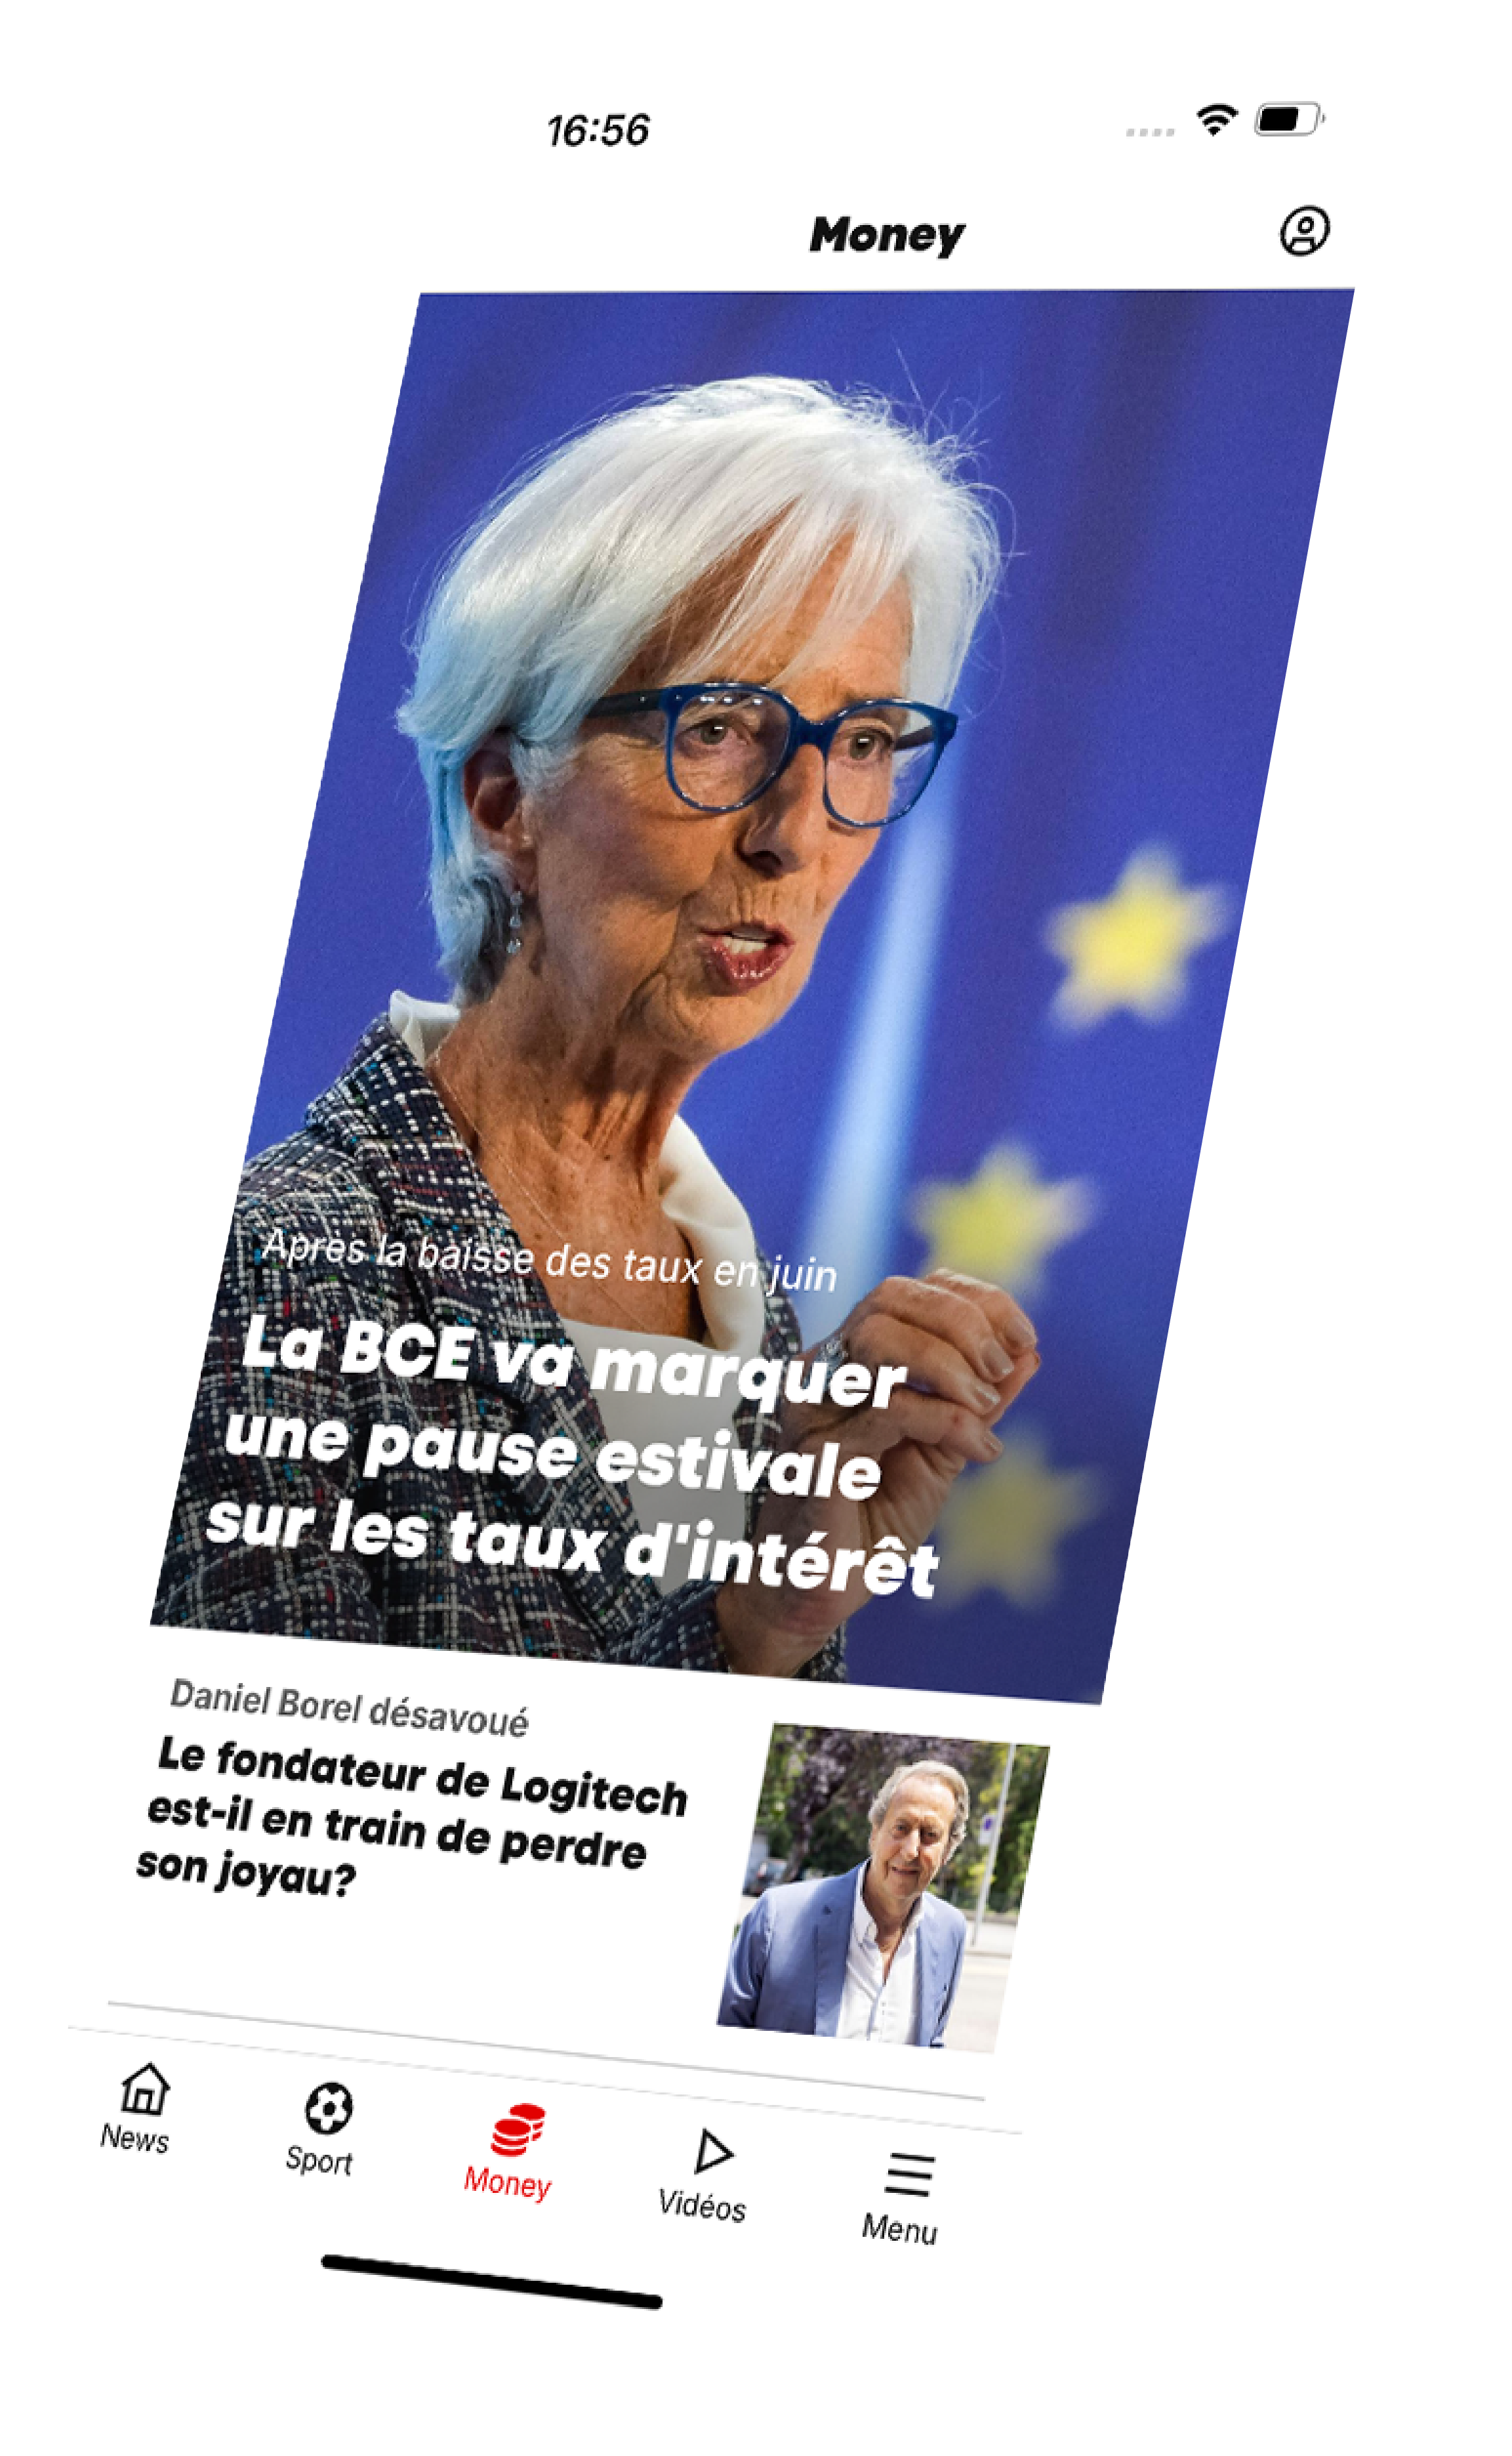 16:56
Money
Après la baisse des taux en juin
La BCE va marquer
une pause estivale
sur les taux d'intérêt
Daniel Borel désavoué
Le fondateur de Logitech
est-il en train de perdre
son joyau?
News
Sport
Money
Vidéos
Menu